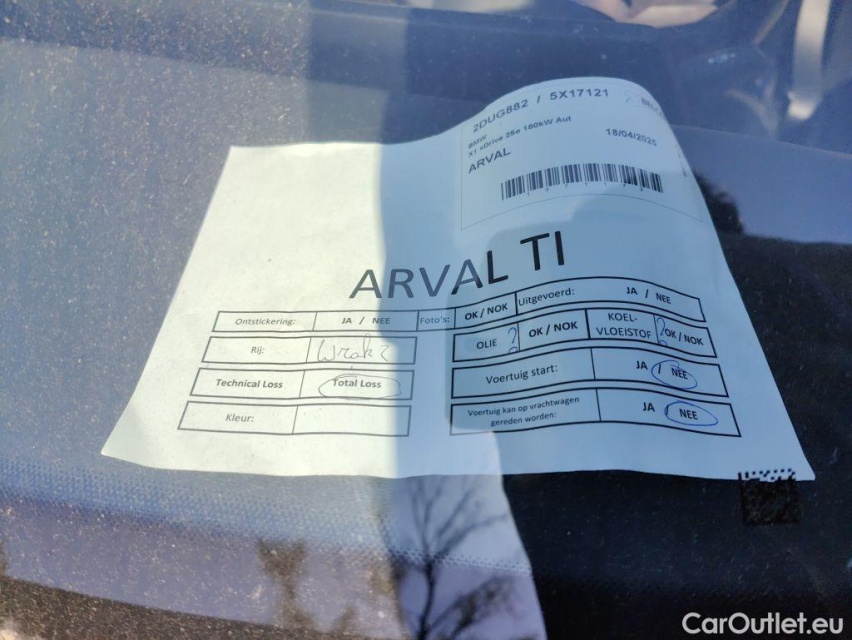 2DUG882 / 5X17121
BMW
X1 xDrive 25e 180kW Aut
18/04/2025
ARVAL
ARVAL TI
Ontstickering: JA / NEE Foto's: OK / NOK Uitgevoerd: JA / NEE
Rij: Wrak? OLIE ? OK / NOK KOEL-VLOEISTOF ? OK / NOK
Technical Loss Total Loss Voertuig start: JA / NEE
Kleur: Voertuig kan op vrachtwagen gereden worden: JA NEE
CarOutlet.eu